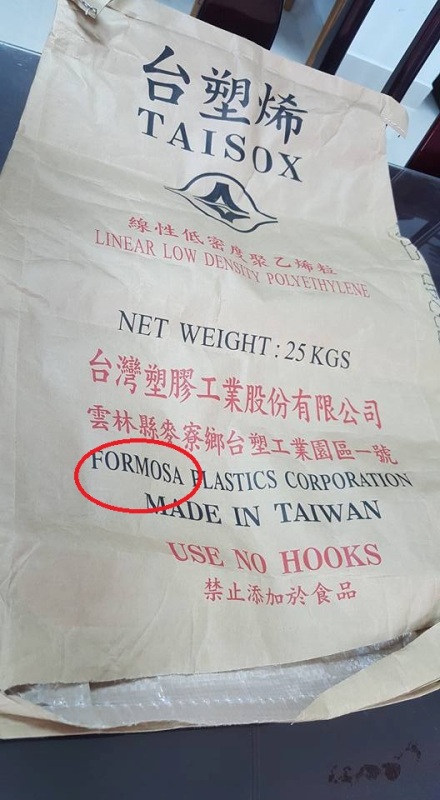 台塑烯
TAISOX
線性低密度聚乙烯粒
LINEAR LOW DENSITY POLYETHYLENE
NET WEIGHT : 25 KGS
台灣塑膠工業股份有限公司
雲林縣麥寮鄉台塑工業園區一號
FORMOSA PLASTICS CORPORATION
MADE IN TAIWAN
USE NO HOOKS
禁止添加於食品